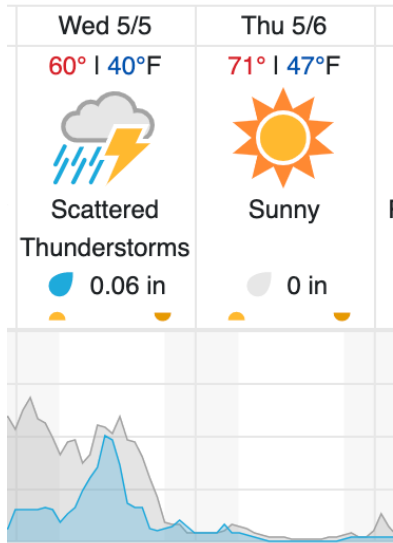 Wed 5/5
Thu 5/6
60° | 40°F
71° | 47°F
Scattered
Thunderstorms
Sunny
0.06 in
0 in